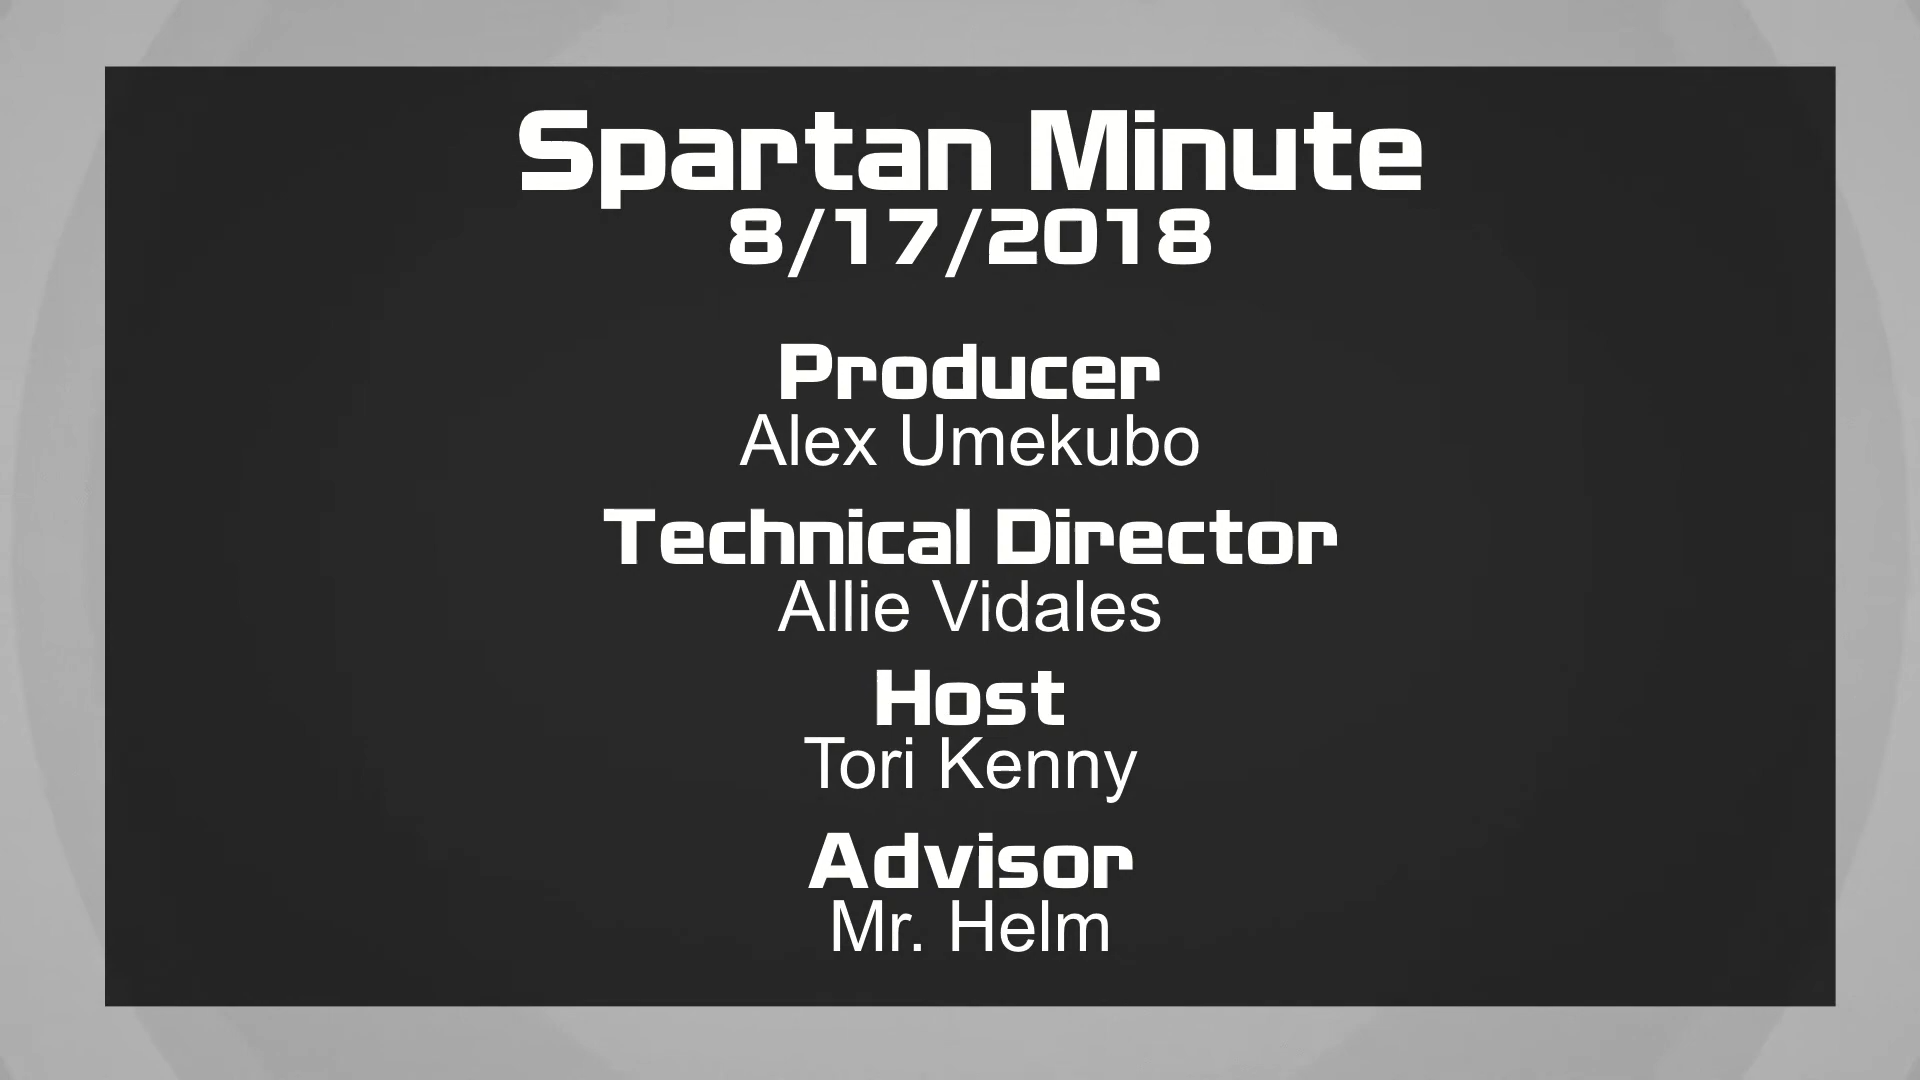 Spartan Minute
8/17/2018
Producer
Alex Umekubo
Technical Director
Allie Vidales
Host
Tori Kenny
Advisor
Mr. Helm